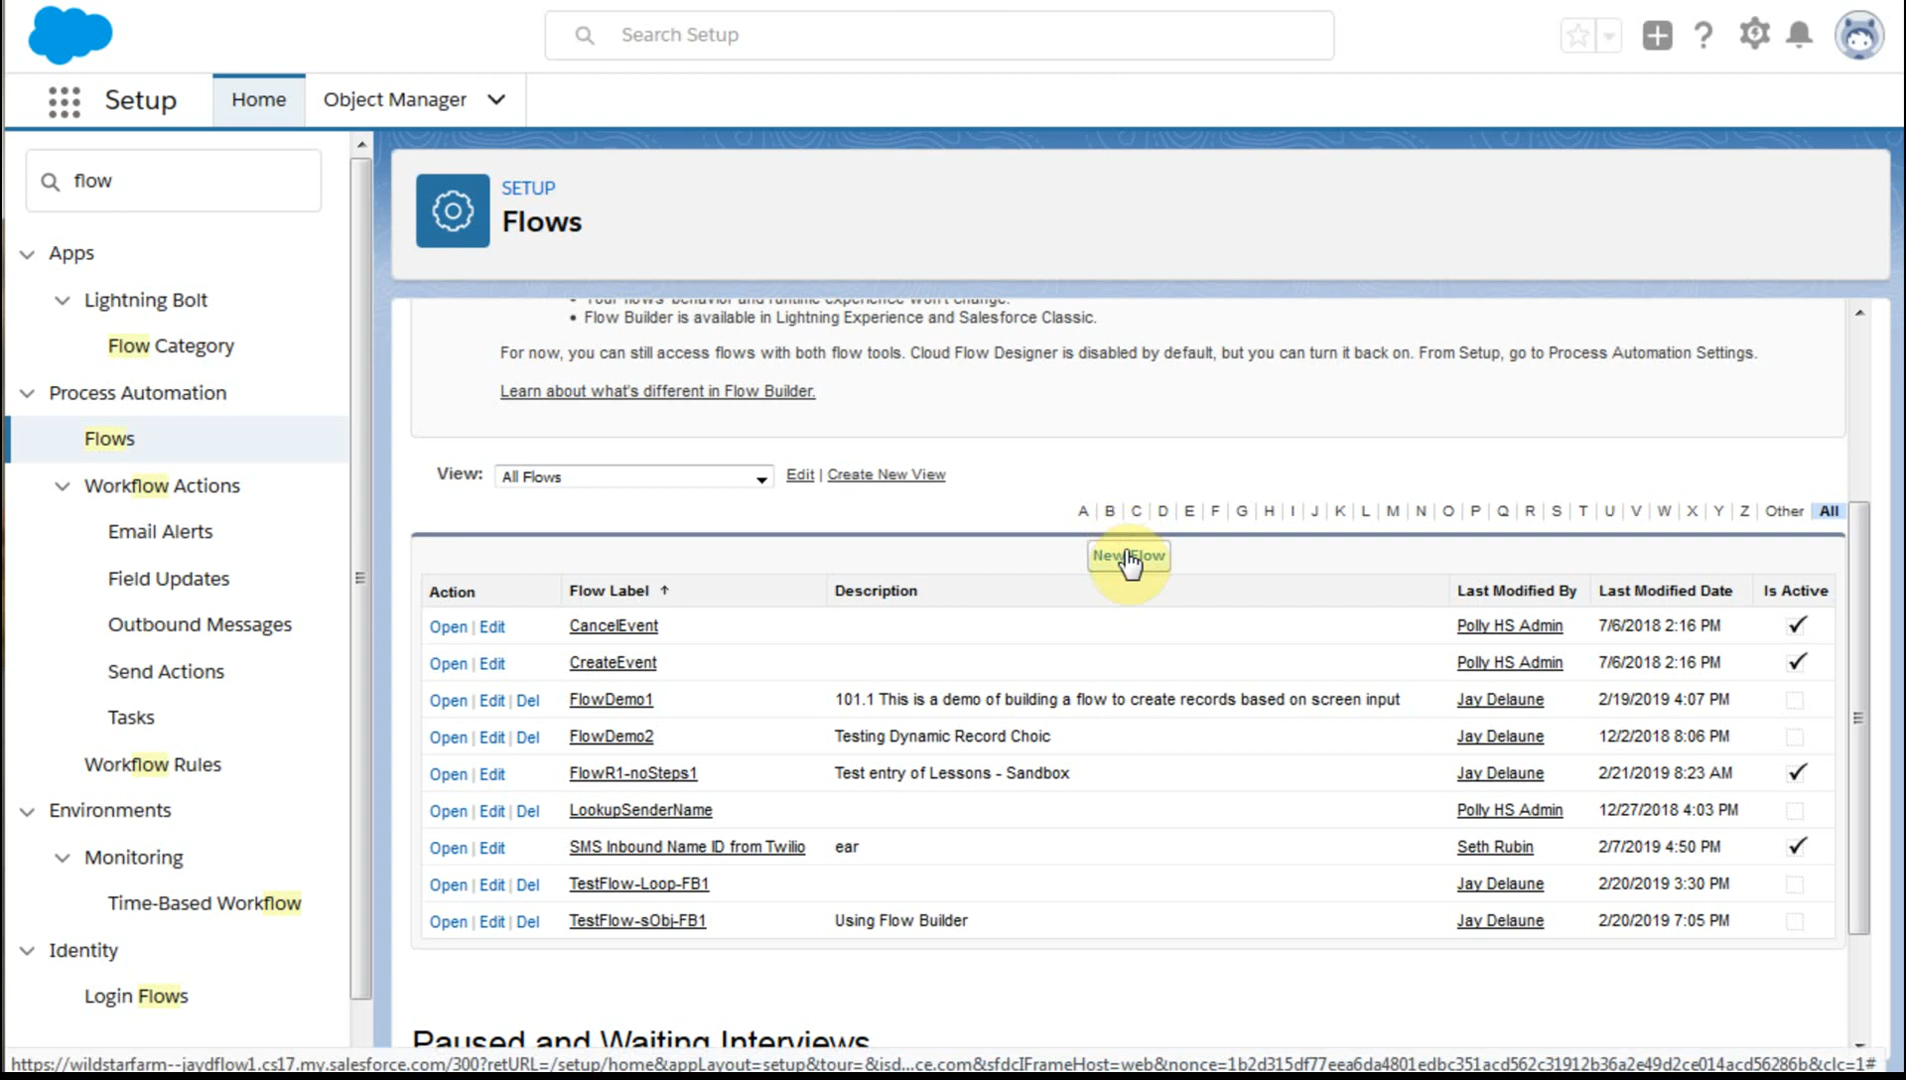 Search Setup
Setup
Home
Object Manager
flow
Apps
Lightning Bolt
Flow Category
Process Automation
Flows
Workflow Actions
Email Alerts
Field Updates
Outbound Messages
Send Actions
Tasks
Workflow Rules
Environments
Monitoring
Time-Based Workflow
Identity
Login Flows
SETUP
Flows
• Your flows' behavior and runtime experience won't change.
• Flow Builder is available in Lightning Experience and Salesforce Classic.
For now, you can still access flows with both flow tools. Cloud Flow Designer is disabled by default, but you can turn it back on. From Setup, go to Process Automation Settings.
Learn about what's different in Flow Builder.
View: All Flows Edit | Create New View
A | B | C | D | E | F | G | H | I | J | K | L | M | N | O | P | Q | R | S | T | U | V | W | X | Y | Z | Other All
New Flow
Action Flow Label ↑ Description Last Modified By Last Modified Date Is Active
Open | Edit CancelEvent Polly HS Admin 7/6/2018 2:16 PM
Open | Edit CreateEvent Polly HS Admin 7/6/2018 2:16 PM
Open | Edit | Del FlowDemo1 101.1 This is a demo of building a flow to create records based on screen input Jay Delaune 2/19/2019 4:07 PM
Open | Edit | Del FlowDemo2 Testing Dynamic Record Choic Jay Delaune 12/2/2018 8:06 PM
Open | Edit FlowR1-noSteps1 Test entry of Lessons - Sandbox Jay Delaune 2/21/2019 8:23 AM
Open | Edit | Del LookupSenderName Polly HS Admin 12/27/2018 4:03 PM
Open | Edit SMS Inbound Name ID from Twilio ear Seth Rubin 2/7/2019 4:50 PM
Open | Edit | Del TestFlow-Loop-FB1 Jay Delaune 2/20/2019 3:30 PM
Open | Edit | Del TestFlow-sObj-FB1 Using Flow Builder Jay Delaune 2/20/2019 7:05 PM
Paused and Waiting Interviews
https://wildstarfarm--jaydflow1.cs17.my.salesforce.com/300?retURL=/setup/home&appLayout=setup&tour=&isd...ce.com&sfdcIFrameHost=web&nonce=1b2d315df77eea6da4801edbc351acd562c31912b36a2e49d2ce014acd56286b&clc=1#